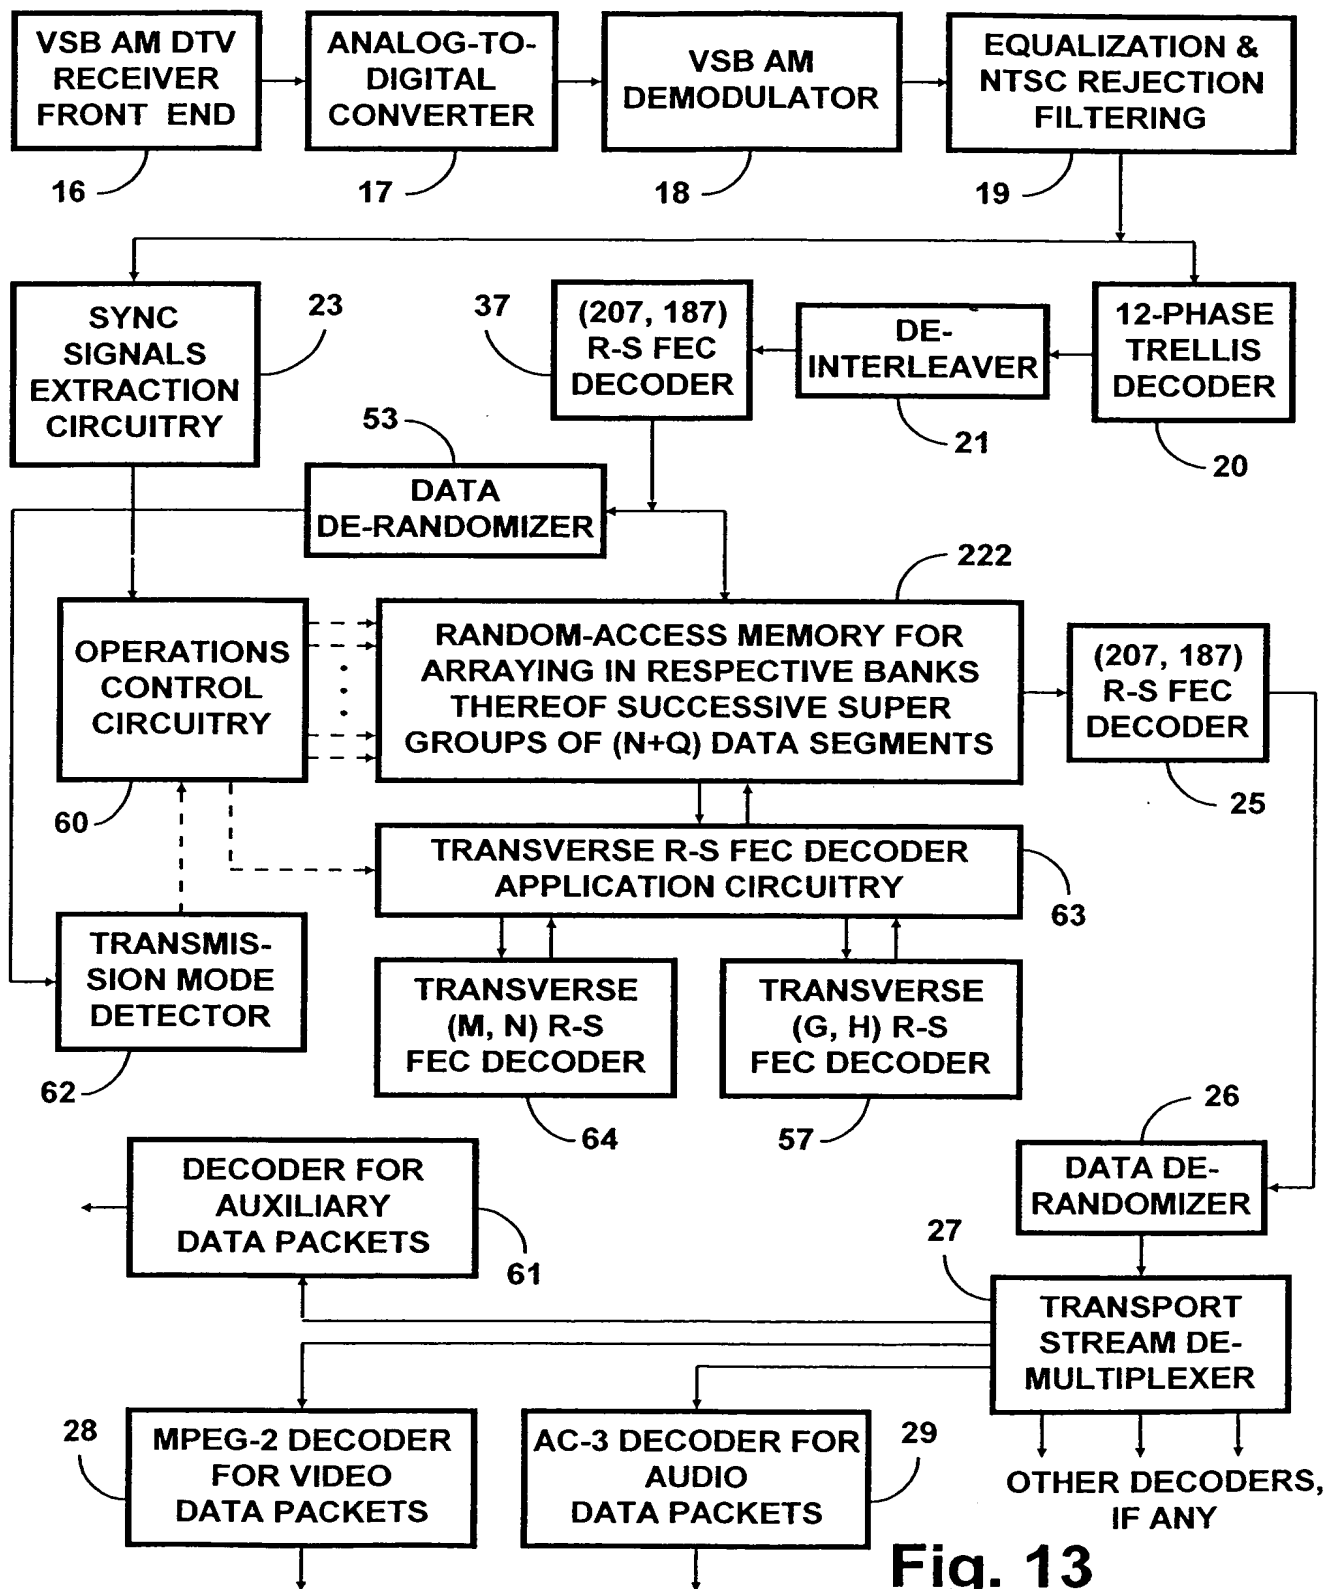 VSB AM DTV
RECEIVER
FRONT END
16
ANALOG-TO-
DIGITAL
CONVERTER
17
VSB AM
DEMODULATOR
18
EQUALIZATION &
NTSC REJECTION
FILTERING
19
SYNC
SIGNALS
EXTRACTION
CIRCUITRY
23
37
(207, 187)
R-S FEC
DECODER
DE-
INTERLEAVER
21
12-PHASE
TRELLIS
DECODER
20
53
DATA
DE-RANDOMIZER
222
OPERATIONS
CONTROL
CIRCUITRY
60
RANDOM-ACCESS MEMORY FOR
ARRAYING IN RESPECTIVE BANKS
THEREOF SUCCESSIVE SUPER
GROUPS OF (N+Q) DATA SEGMENTS
(207, 187)
R-S FEC
DECODER
25
TRANSVERSE R-S FEC DECODER
APPLICATION CIRCUITRY
63
TRANSMIS-
SION MODE
DETECTOR
62
TRANSVERSE
(M, N) R-S
FEC DECODER
64
TRANSVERSE
(G, H) R-S
FEC DECODER
57
26
DATA DE-
RANDOMIZER
DECODER FOR
AUXILIARY
DATA PACKETS
61
27
TRANSPORT
STREAM DE-
MULTIPLEXER
28
MPEG-2 DECODER
FOR VIDEO
DATA PACKETS
AC-3 DECODER FOR
AUDIO
DATA PACKETS
29
OTHER DECODERS,
IF ANY
Fig. 13